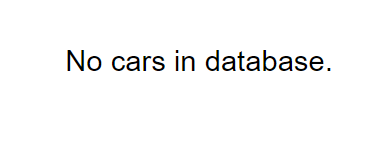 No cars in database.